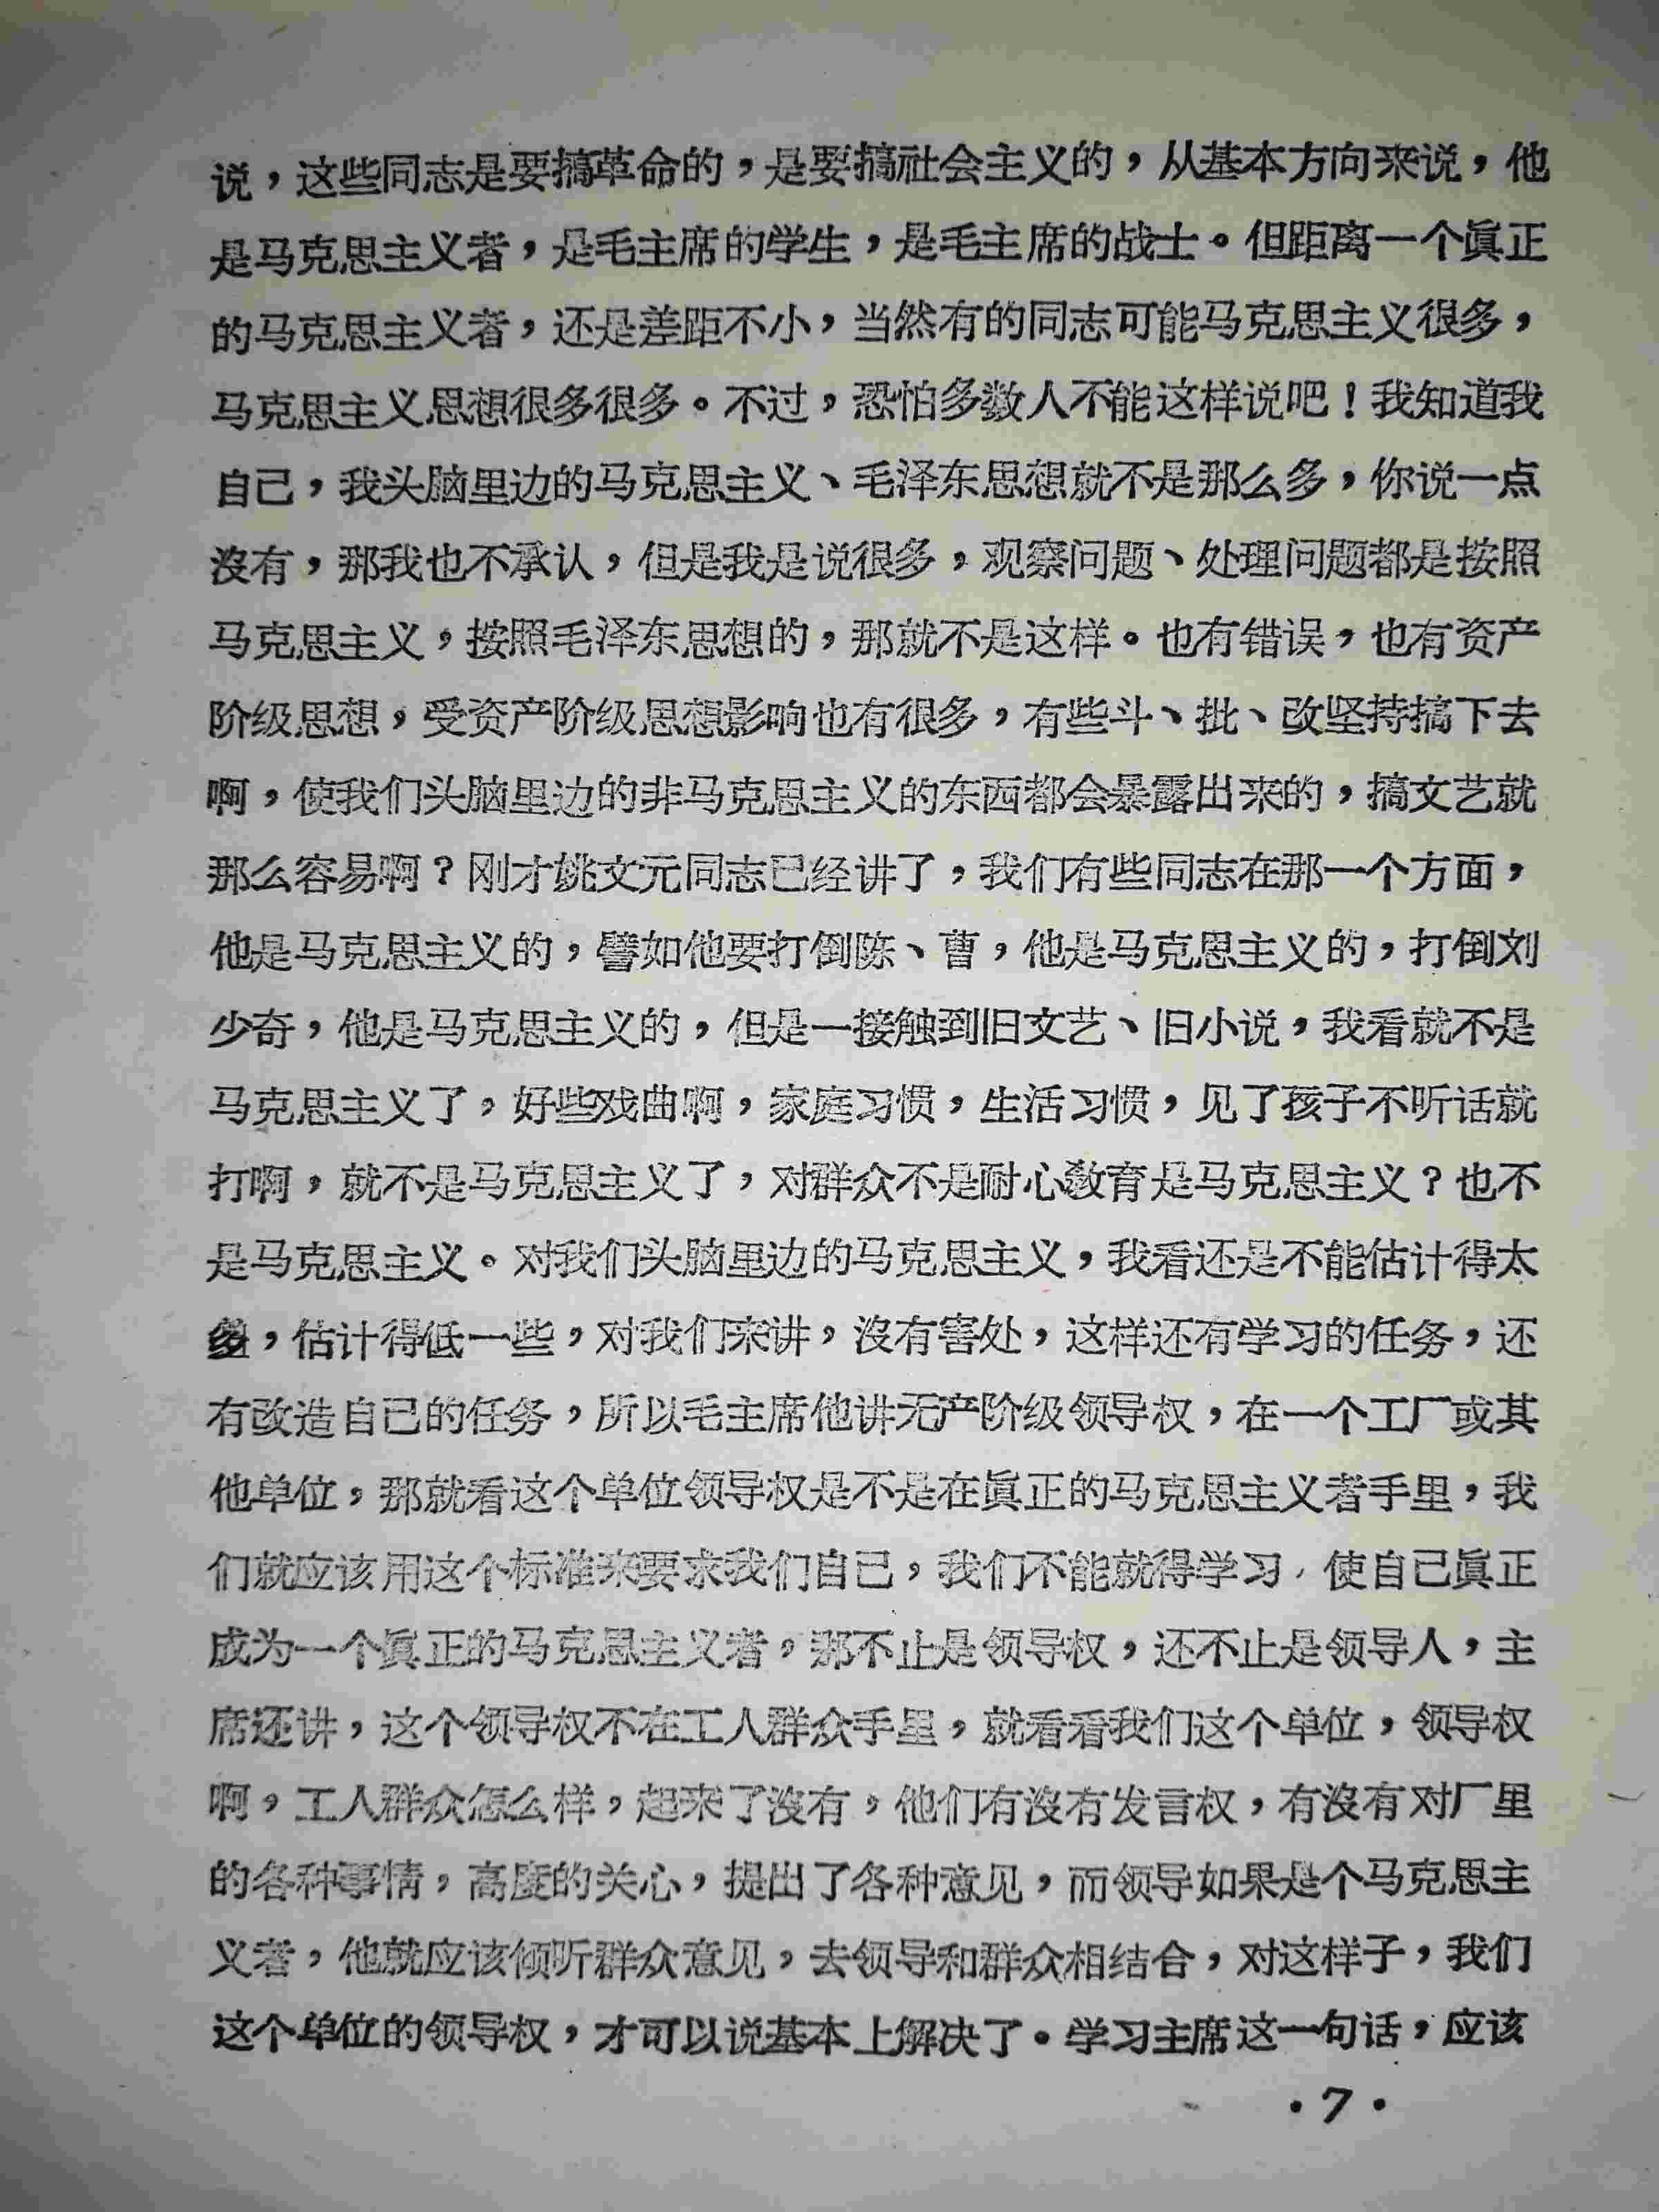 说，这些同志是要搞革命的，是要搞社会主义的，从基本方向来说，他
是马克思主义者，是毛主席的学生，是毛主席的战士。但距离一个眞正
的马克思主义者，还是差距不小，当然有的同志可能马克思主义很多，
马克思主义思想很多很多。不过，恐怕多数人不能这样说吧！我知道我
自己，我头脑里边的马克思主义、毛泽东思想就不是那么多，你说一点
沒有，那我也不承认，但是我是说很多，观察问题、处理问题都是按照
马克思主义，按照毛泽东思想的，那就不是这样。也有错误，也有资产
阶级思想，受资产阶级思想影响也有很多，有些斗、批、改坚持搞下去
啊，使我们头脑里边的非马克思主义的东西都会暴露出来的，搞文艺就
那么容易啊？刚才姚文元同志已经讲了，我们有些同志在那一个方面，
他是马克思主义的，譬如他要打倒陈、曹，他是马克思主义的，打倒刘
少奇，他是马克思主义的，但是一接触到旧文艺、旧小说，我看就不是
马克思主义了，好些戏曲啊，家庭习惯，生活习惯，见了孩子不听话就
打啊，就不是马克思主义了，对群众不是耐心敎育是马克思主义？也不
是马克思主义。对我们头脑里边的马克思主义，我看还是不能估计得太
多，估计得低一些，对我们来讲，沒有害处，这样还有学习的任务，还
有改造自已的任务，所以毛主席他讲无产阶级领导权，在一个工厂或其
他单位，那就看这个单位领导权是不是在眞正的马克思主义者手里，我
们就应该用这个标准来要求我们自己，我们不能就得学习，使自己眞正
成为一个眞正的马克思主义者，那不止是领导权，还不止是领导人，主
席还讲，这个领导权不在工人群众手里，就看看我们这个单位，领导权
啊，工人群众怎么样，起来了沒有，他们有沒有发言权，有沒有对厂里
的各种事情，高度的关心，提出了各种意见，而领导如果是个马克思主
义者，他就应该倾听群众意见，去领导和群众相结合，对这样子，我们
这个单位的领导权，才可以说基本上解决了。学习主席这一句话，应该
·7·